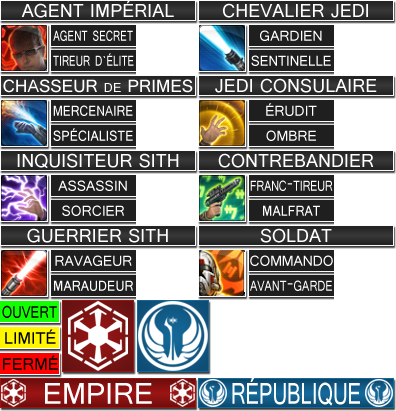 AGENT IMPÉRIAL
AGENT SECRET
TIREUR D'ÉLITE
CHEVALIER JEDI
GARDIEN
SENTINELLE
CHASSEUR DE PRIMES
MERCENAIRE
SPÉCIALISTE
JEDI CONSULAIRE
ÉRUDIT
OMBRE
INQUISITEUR SITH
ASSASSIN
SORCIER
CONTREBANDIER
FRANC-TIREUR
MALFRAT
GUERRIER SITH
RAVAGEUR
MARAUDEUR
SOLDAT
COMMANDO
AVANT-GARDE
OUVERT
LIMITÉ
FERMÉ
EMPIRE
RÉPUBLIQUE